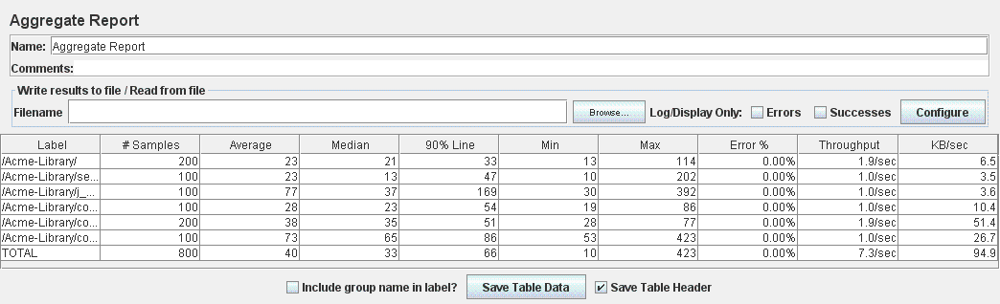 Aggregate Report
Name: Aggregate Report
Comments:
Write results to file / Read from file
Filename Browse... Log/Display Only: Errors Successes Configure
Label # Samples Average Median 90% Line Min Max Error % Throughput KB/sec
/Acme-Library/ 200 23 21 33 13 114 0.00% 1.9/sec 6.5
/Acme-Library/se... 100 23 13 47 10 202 0.00% 1.0/sec 3.5
/Acme-Library/j_... 100 77 37 169 30 392 0.00% 1.0/sec 3.6
/Acme-Library/co... 100 28 23 54 19 86 0.00% 1.0/sec 10.4
/Acme-Library/co... 200 38 35 51 28 77 0.00% 1.9/sec 51.4
/Acme-Library/co... 100 73 65 86 53 423 0.00% 1.0/sec 26.7
TOTAL 800 40 33 66 10 423 0.00% 7.3/sec 94.9
Include group name in label? Save Table Data Save Table Header